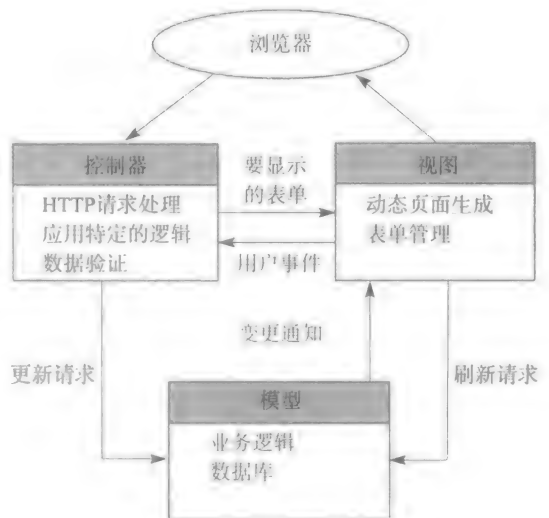 浏览器
控制器
HTTP请求处理
应用特定的逻辑
数据验证
要显示
的表单
用户事件
视图
动态页面生成
表单管理
变更通知
更新请求
刷新请求
模型
业务逻辑
数据库